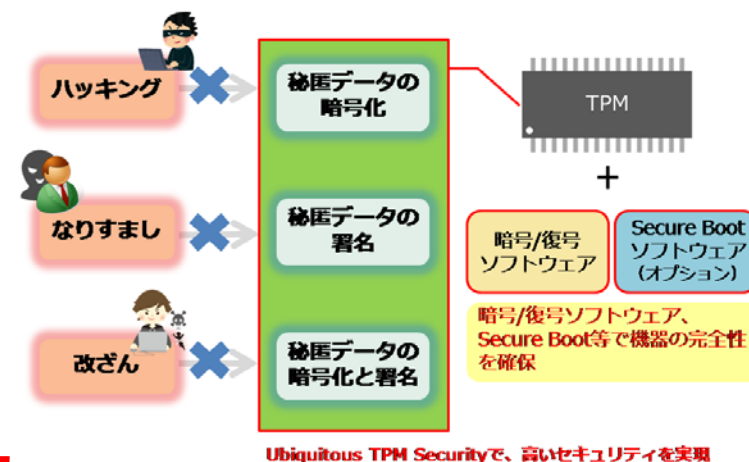 ハッキング
秘匿データの
暗号化
TPM
+
なりすまし
秘匿データの
署名
暗号/復号
ソフトウェア
Secure Boot
ソフトウェア
(オプション)
改ざん
秘匿データの
暗号化と署名
暗号/復号ソフトウェア、
Secure Boot等で機器の完全性
を確保
Ubiquitous TPM Securityで、高いセキュリティを実現